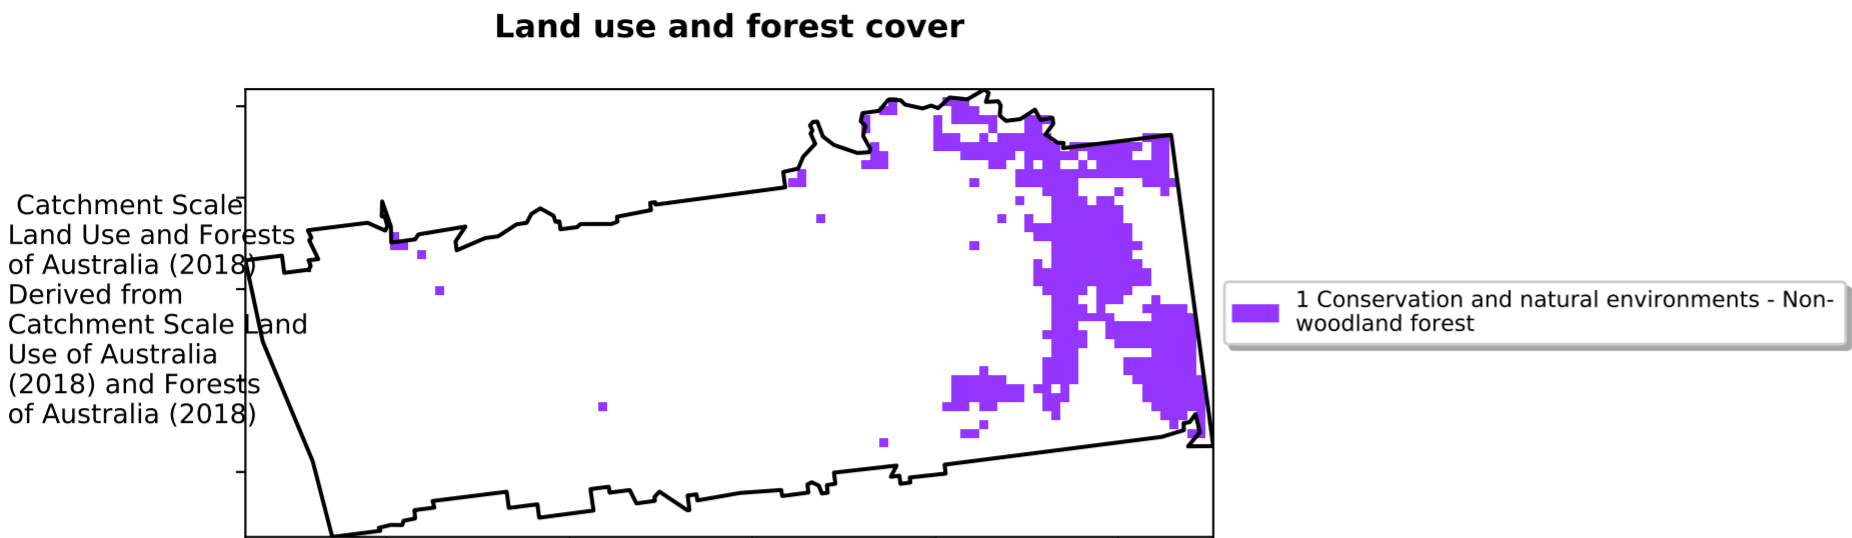 Land use and forest cover
Catchment Scale
Land Use and Forests
of Australia (2018)
Derived from
Catchment Scale Land
Use of Australia
(2018) and Forests
of Australia (2018)
1 Conservation and natural environments - Non-
woodland forest